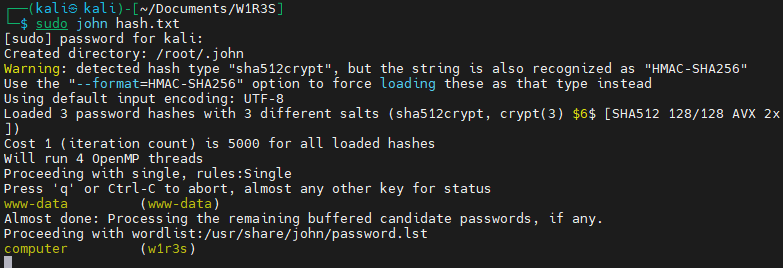 ┌──(kali㉿kali)-[~/Documents/W1R3S]
└─$ sudo john hash.txt
[sudo] password for kali:
Created directory: /root/.john
Warning: detected hash type "sha512crypt", but the string is also recognized as "HMAC-SHA256"
Use the "--format=HMAC-SHA256" option to force loading these as that type instead
Using default input encoding: UTF-8
Loaded 3 password hashes with 3 different salts (sha512crypt, crypt(3) $6$ [SHA512 128/128 AVX 2x
])
Cost 1 (iteration count) is 5000 for all loaded hashes
Will run 4 OpenMP threads
Proceeding with single, rules:Single
Press 'q' or Ctrl-C to abort, almost any other key for status
www-data         (www-data)
Almost done: Processing the remaining buffered candidate passwords, if any.
Proceeding with wordlist:/usr/share/john/password.lst
computer         (w1r3s)